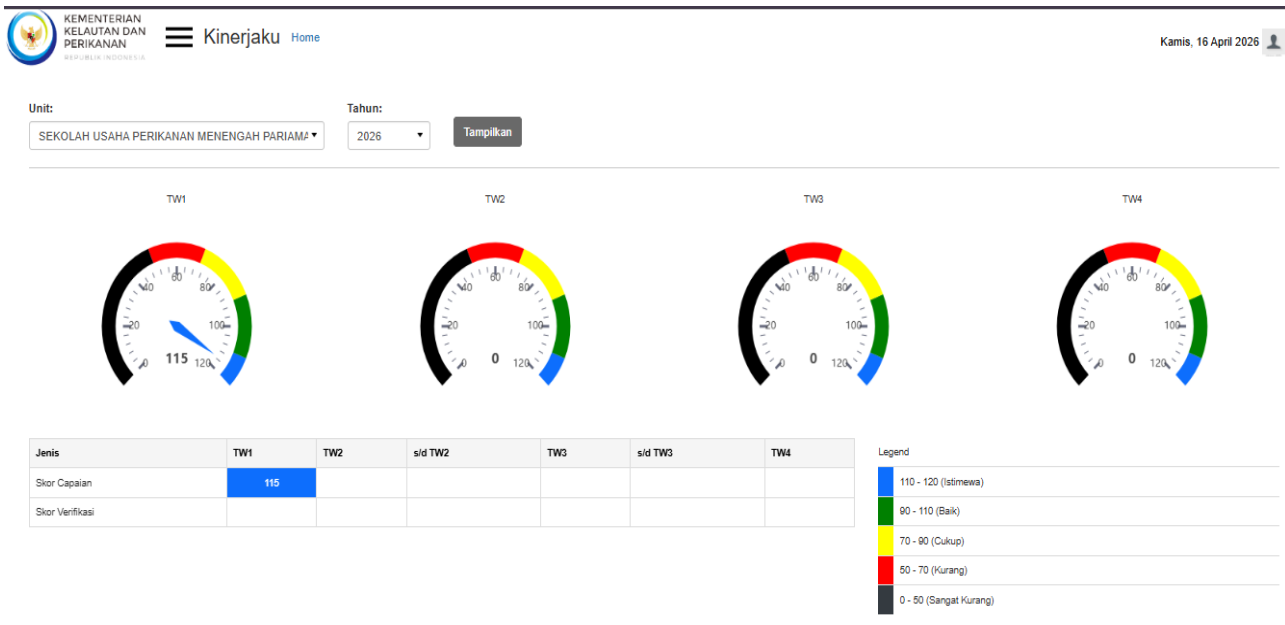 KEMENTERIAN
KELAUTAN DAN
PERIKANAN
REPUBLIK INDONESIA
Kinerjaku Home
Kamis, 16 April 2026
Unit: Tahun:
SEKOLAH USAHA PERIKANAN MENENGAH PARIAMA 2026 Tampilkan
TW1 TW2 TW3 TW4
0 20 40 60 80 100 120 115
0 20 40 60 80 100 120 0
0 20 40 60 80 100 120 0
0 20 40 60 80 100 120 0
Jenis TW1 TW2 s/d TW2 TW3 s/d TW3 TW4
Skor Capaian 115
Skor Verifikasi
Legend
110 - 120 (Istimewa)
90 - 110 (Baik)
70 - 90 (Cukup)
50 - 70 (Kurang)
0 - 50 (Sangat Kurang)